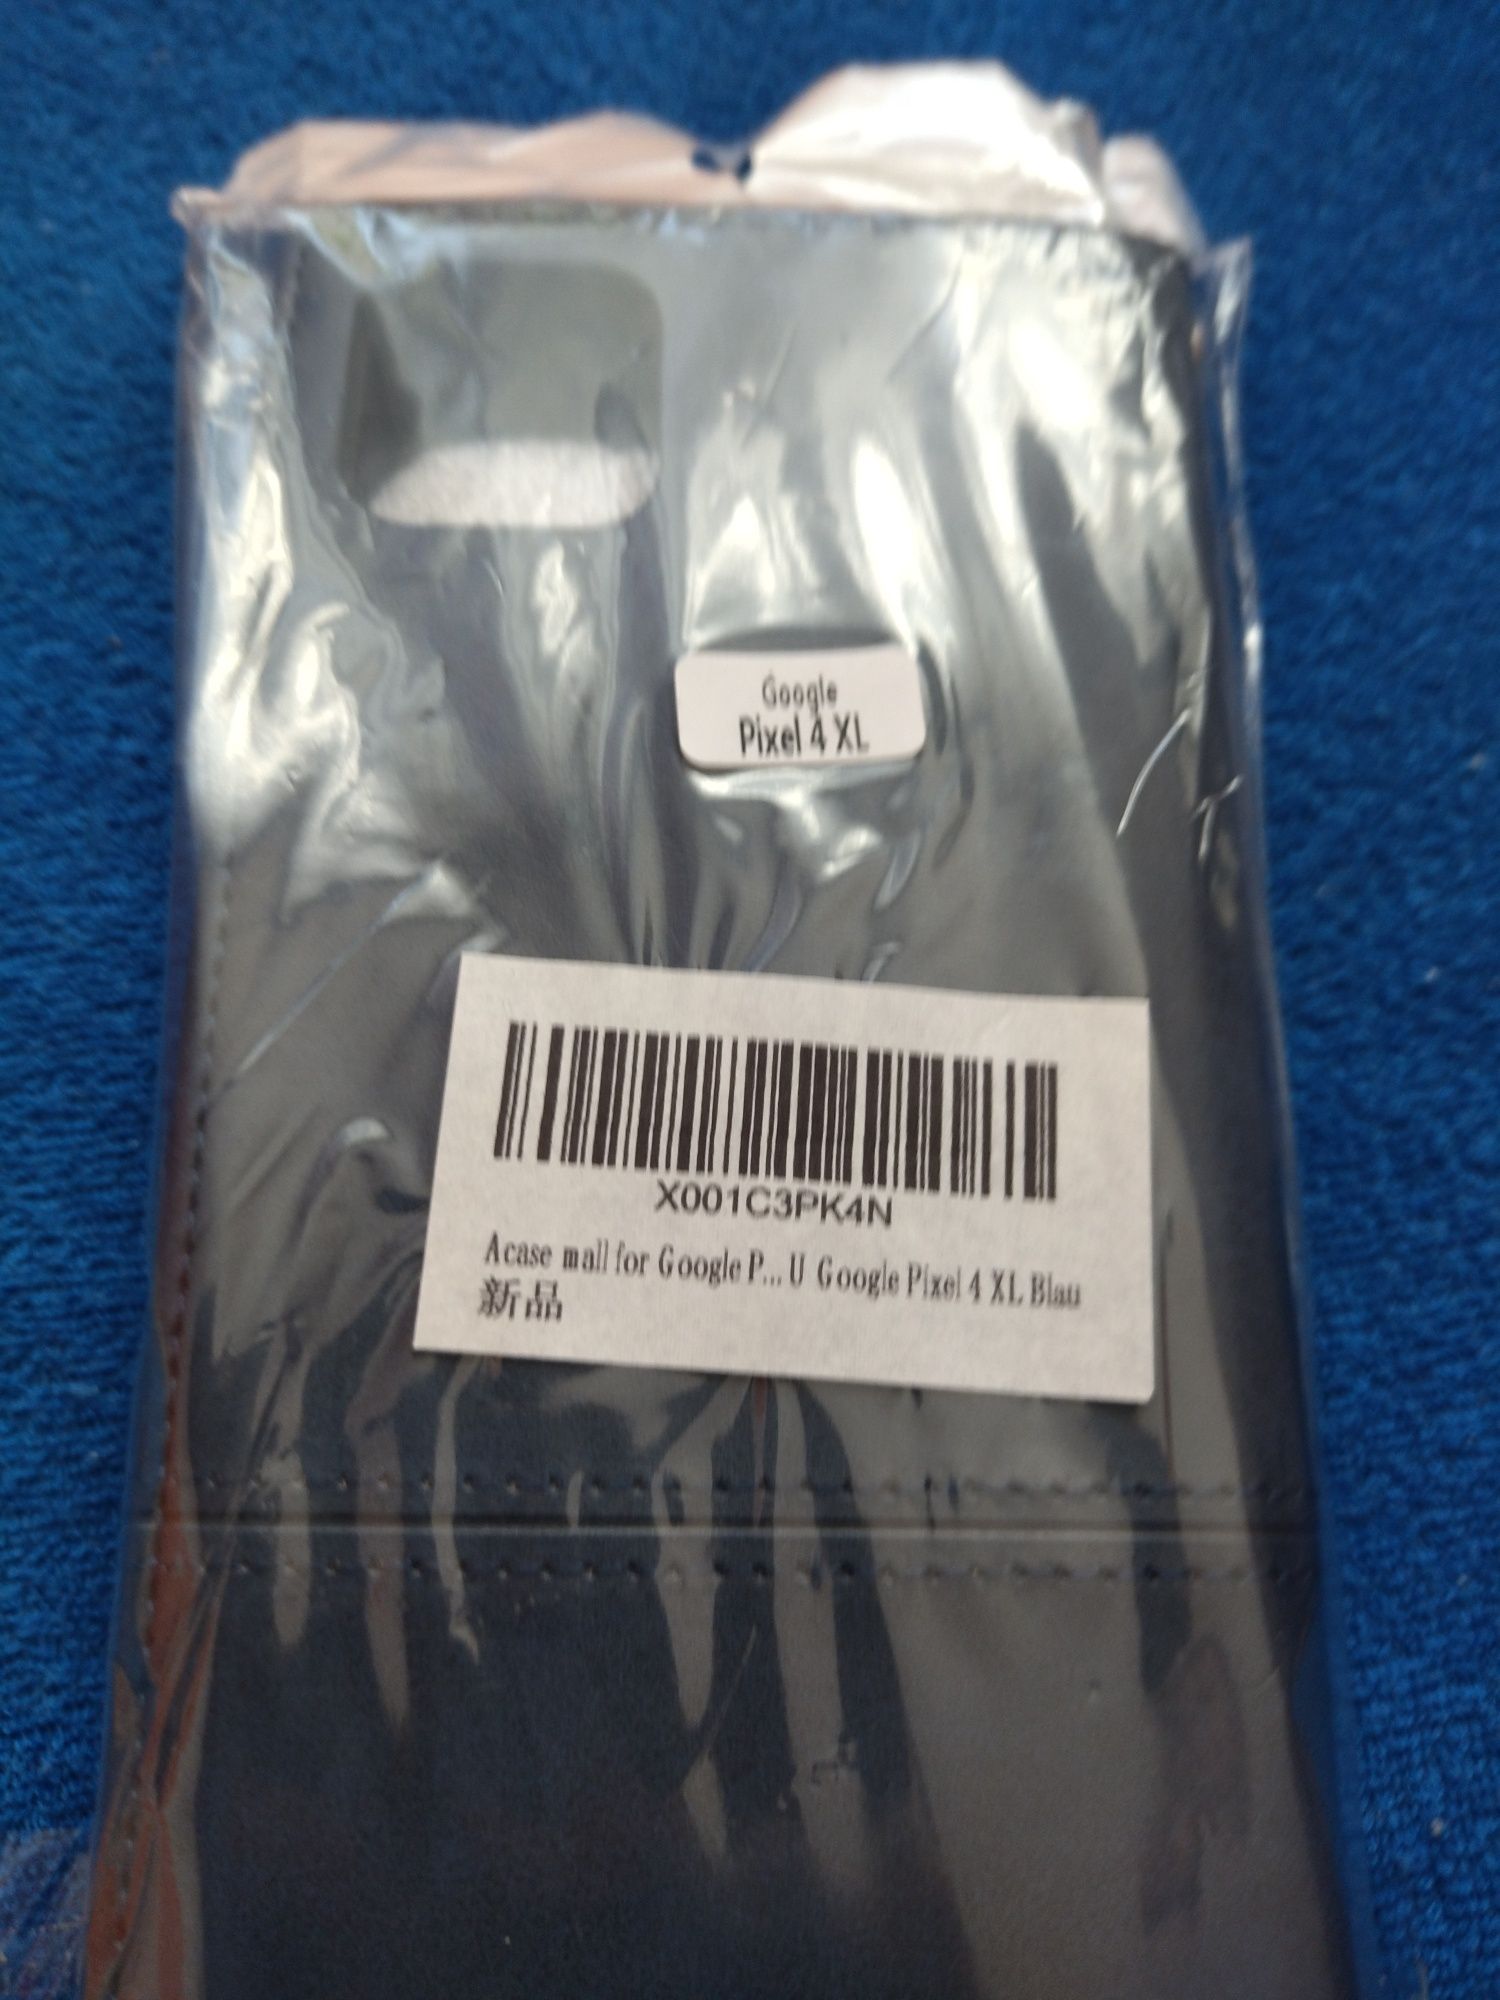 Google
Pixel 4 XL
X001C3PK4N
Acase mall for Google P... U Google Pixel 4 XL Blau
新品